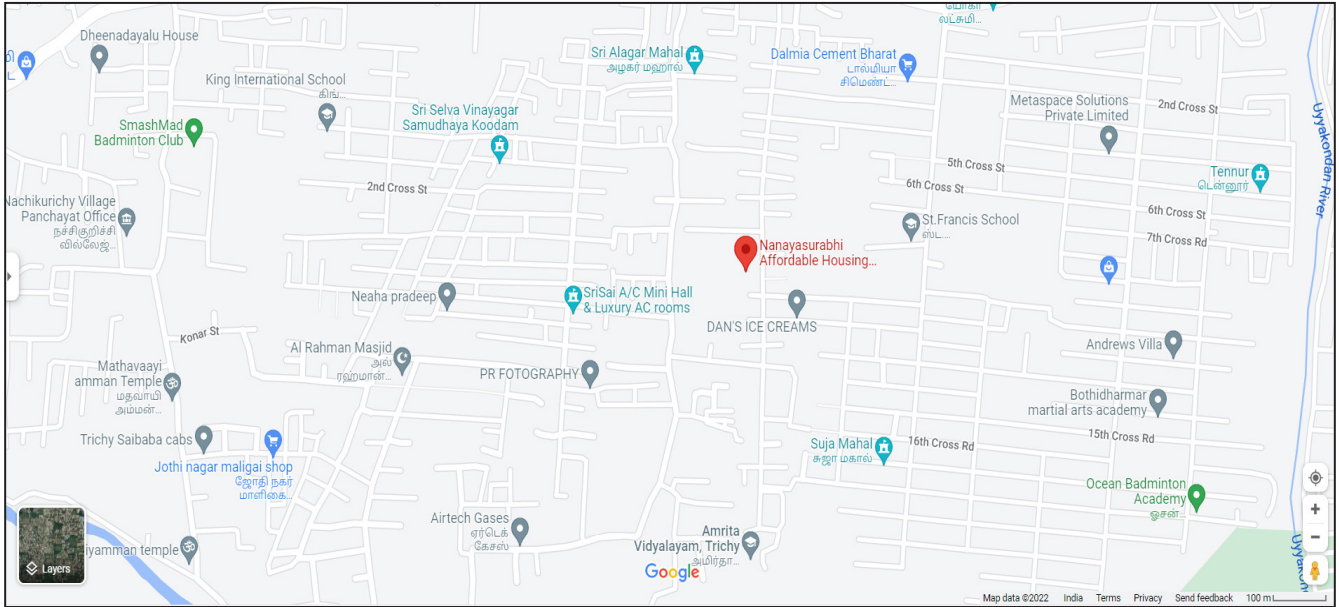 யோகா
லட்சுமி...
Dheenadayalu House
Sri Alagar Mahal
அழகர் மஹால்
Dalmia Cement Bharat
டால்மியா
சிமெண்ட்...
King International School
கிங்...
Metaspace Solutions
Private Limited
2nd Cross St
Sri Selva Vinayagar
Samudhaya Koodam
SmashMad
Badminton Club
Uyyakondan River
5th Cross St
Tennur
டென்னூர்
2nd Cross St
6th Cross St
Nachikurichy Village
Panchayat Office
நச்சிகுறிச்சி
வில்லேஜ்...
6th Cross St
St.Francis School
ஸ்ட....
7th Cross Rd
Nanayasurabhi
Affordable Housing...
Neaha pradeep
SriSai A/C Mini Hall
& Luxury AC rooms
DAN'S ICE CREAMS
Konar St
Andrews Villa
Al Rahman Masjid
அல்
ரஹ்மான்...
PR FOTOGRAPHY
Mathavaayi
amman Temple
மதவாயி
அம்மன்...
Bothidharmar
martial arts academy
Trichy Saibaba cabs
Suja Mahal
சுஜா மகால்
16th Cross Rd
15th Cross Rd
Jothi nagar maligai shop
ஜோதி நகர்
மாளிகை...
Ocean Badminton
Academy
ஓசன்...
Airtech Gases
ஏர்டெக்
கேசஸ்
Amrita
Vidyalayam, Trichy
அமிர்தா...
iyamman temple
Uyyakon
Layers
Google
Map data ©2022 India Terms Privacy Send feedback 100 m